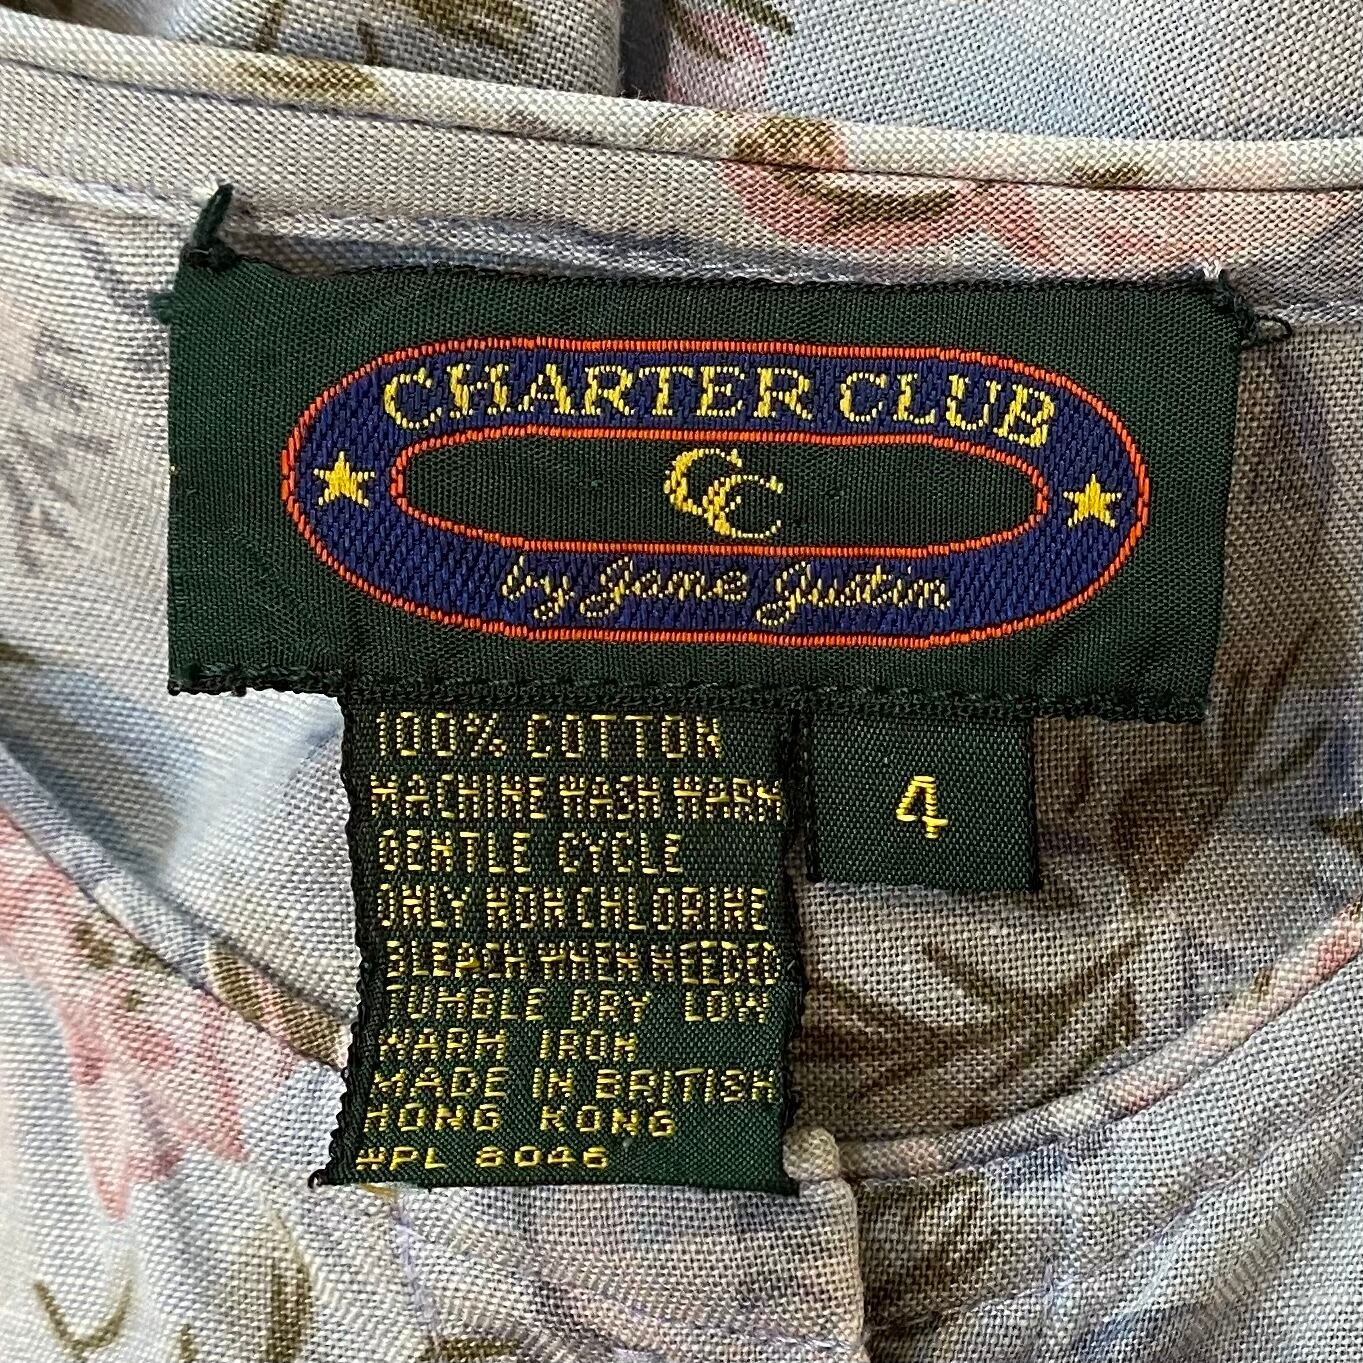 CHARTER CLUB
CC
by Jane Justin
100% COTTON
MACHINE WASH WARM
GENTLE CYCLE
ONLY NON CHLORINE
BLEACH WHEN NEEDED
TUMBLE DRY LOW
WARM IRON
MADE IN BRITISH
HONG KONG
WPL 8046
4